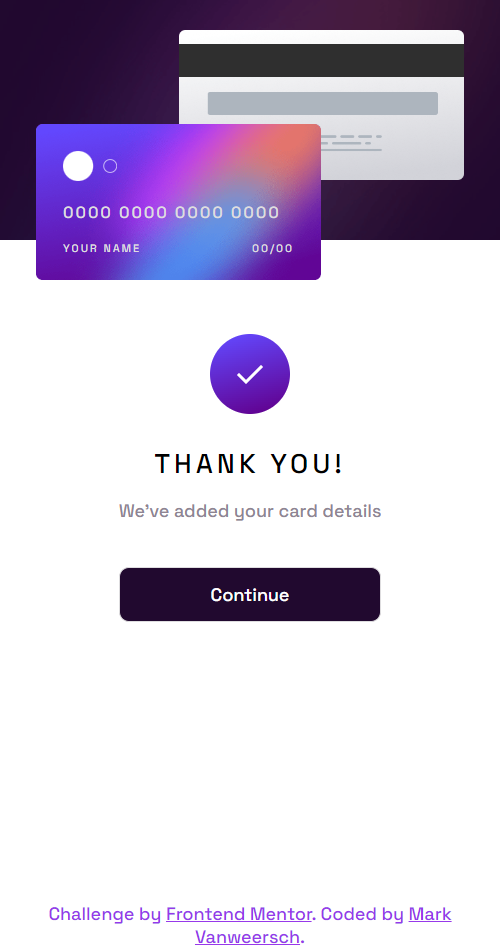 0000 0000 0000 0000
YOUR NAME 00/00
THANK YOU!
We've added your card details
Continue
Challenge by Frontend Mentor. Coded by Mark
Vanweersch.